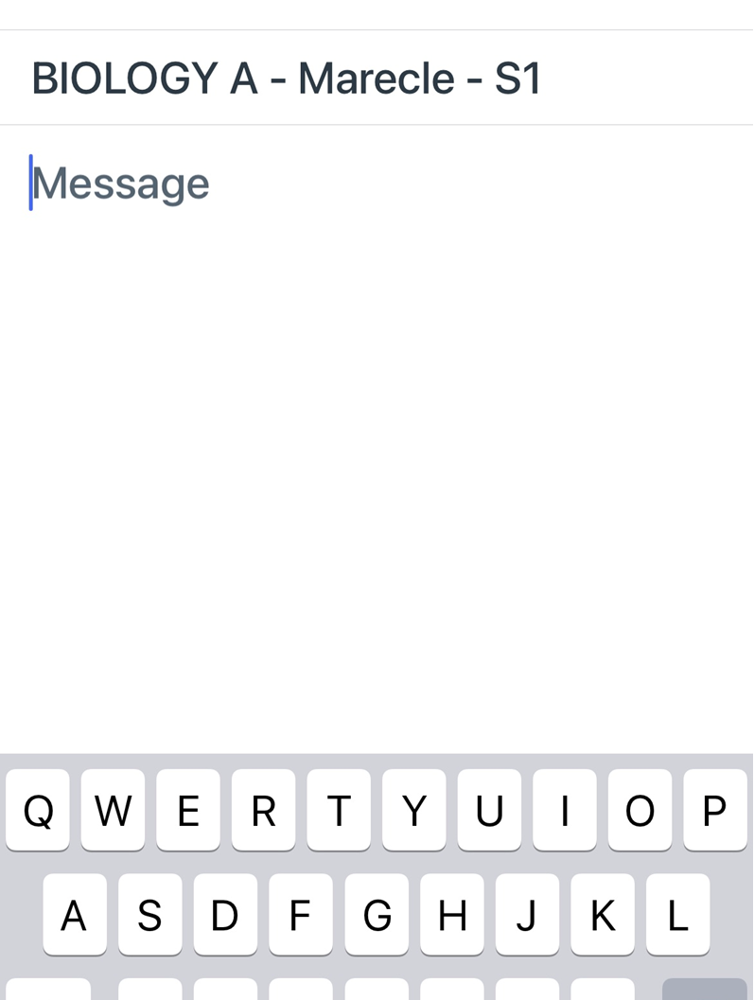 BIOLOGY A - Marecle - S1
Message
Q W E R T Y U I O P
A S D F G H J K L